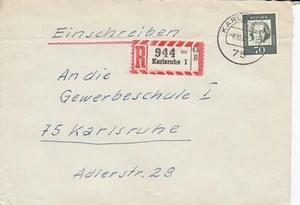 Einschreiben
R 944
Karlsruhe 1
KARL
75
70
An die
Gewerbeschule I
75 Karlsruhe
Adlerstr. 29